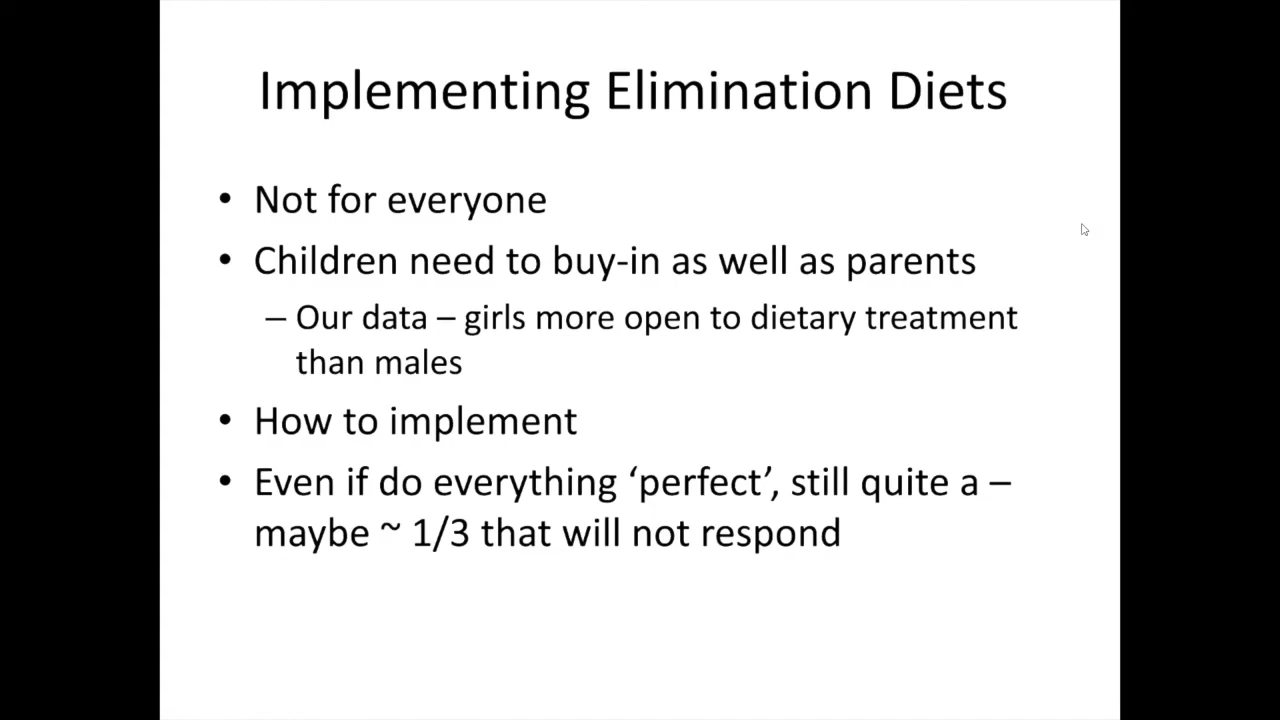 Implementing Elimination Diets
• Not for everyone
• Children need to buy-in as well as parents
– Our data – girls more open to dietary treatment
than males
• How to implement
• Even if do everything ‘perfect’, still quite a –
maybe ~ 1/3 that will not respond